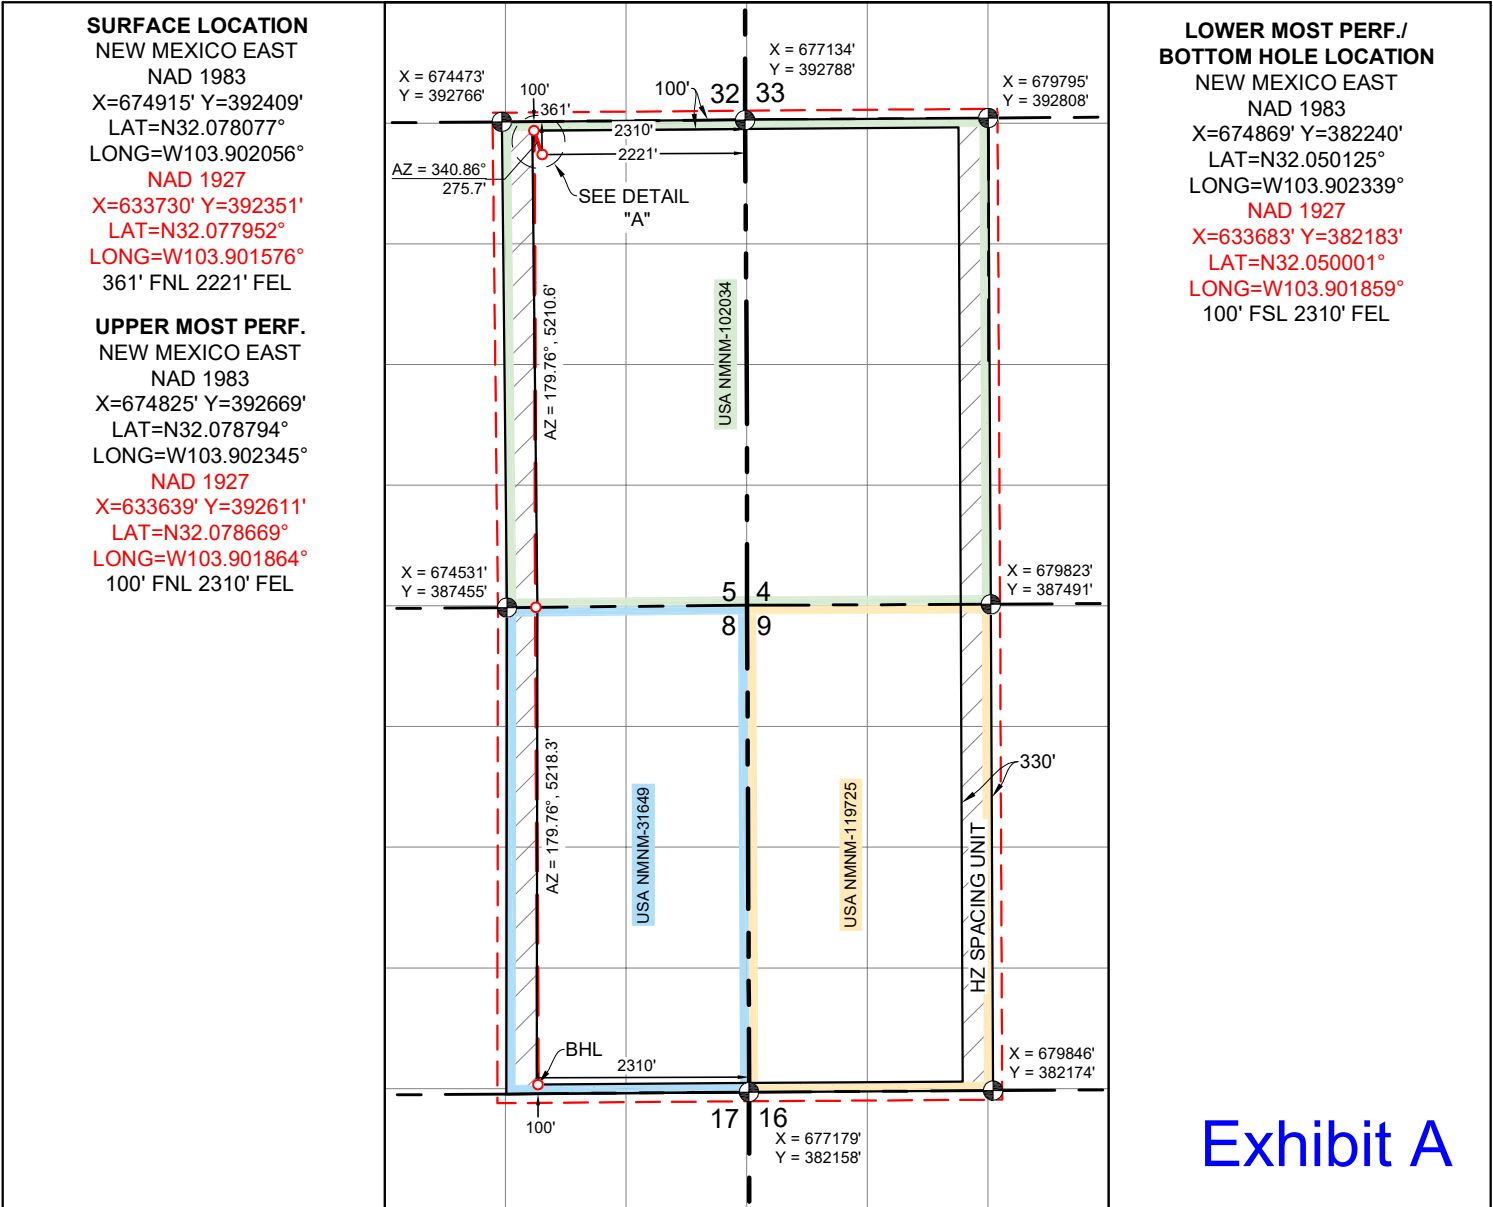 SURFACE LOCATION
NEW MEXICO EAST
NAD 1983
X=674915' Y=392409'
LAT=N32.078077°
LONG=W103.902056°
NAD 1927
X=633730' Y=392351'
LAT=N32.077952°
LONG=W103.901576°
361' FNL 2221' FEL
UPPER MOST PERF.
NEW MEXICO EAST
NAD 1983
X=674825' Y=392669'
LAT=N32.078794°
LONG=W103.902345°
NAD 1927
X=633639' Y=392611'
LAT=N32.078669°
LONG=W103.901864°
100' FNL 2310' FEL
X = 674473'
Y = 392766'
100'
361'
100'
X = 677134'
Y = 392788'
32 33
X = 679795'
Y = 392808'
2310'
2221'
AZ = 340.86°
275.7'
SEE DETAIL
"A"
AZ = 179.76°, 5210.6'
USA NMNM-102034
X = 674531'
Y = 387455'
5 4
8 9
X = 679823'
Y = 387491'
AZ = 179.76°, 5218.3'
USA NMNM-31649
USA NMNM-119725
330'
HZ SPACING UNIT
BHL
2310'
100'
17 16
X = 677179'
Y = 382158'
X = 679846'
Y = 382174'
LOWER MOST PERF./
BOTTOM HOLE LOCATION
NEW MEXICO EAST
NAD 1983
X=674869' Y=382240'
LAT=N32.050125°
LONG=W103.902339°
NAD 1927
X=633683' Y=382183'
LAT=N32.050001°
LONG=W103.901859°
100' FSL 2310' FEL
Exhibit A